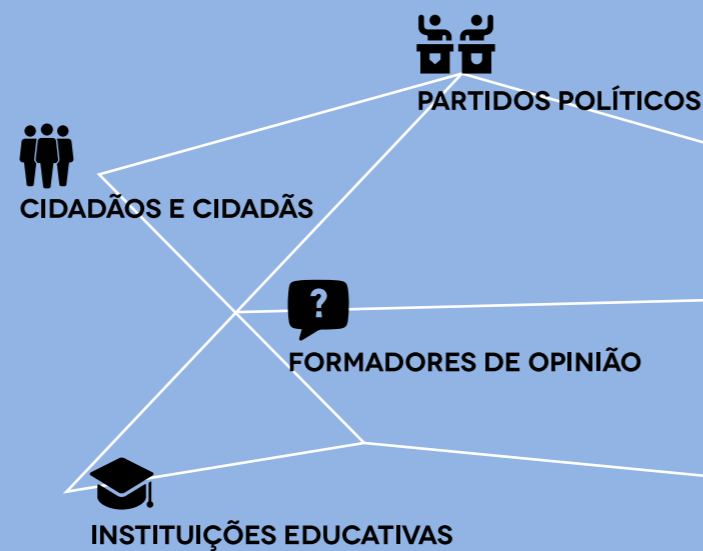 PARTIDOS POLÍTICOS
CIDADÃOS E CIDADÃS
?
FORMADORES DE OPINIÃO
INSTITUIÇÕES EDUCATIVAS